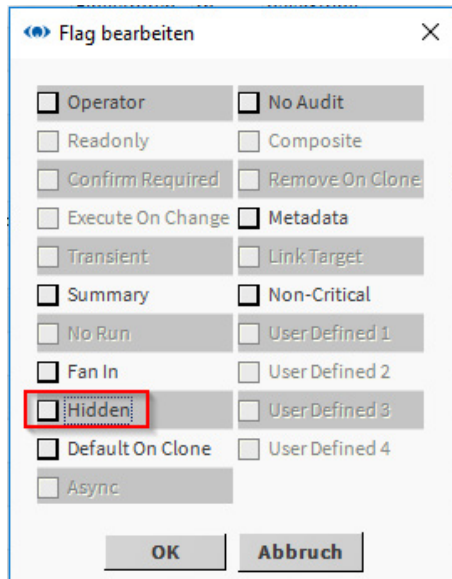 Flag bearbeiten
Operator
No Audit
Readonly
Composite
Confirm Required
Remove On Clone
Execute On Change
Metadata
Transient
Link Target
Summary
Non-Critical
No Run
User Defined 1
Fan In
User Defined 2
Hidden
User Defined 3
Default On Clone
User Defined 4
Async
OK
Abbruch